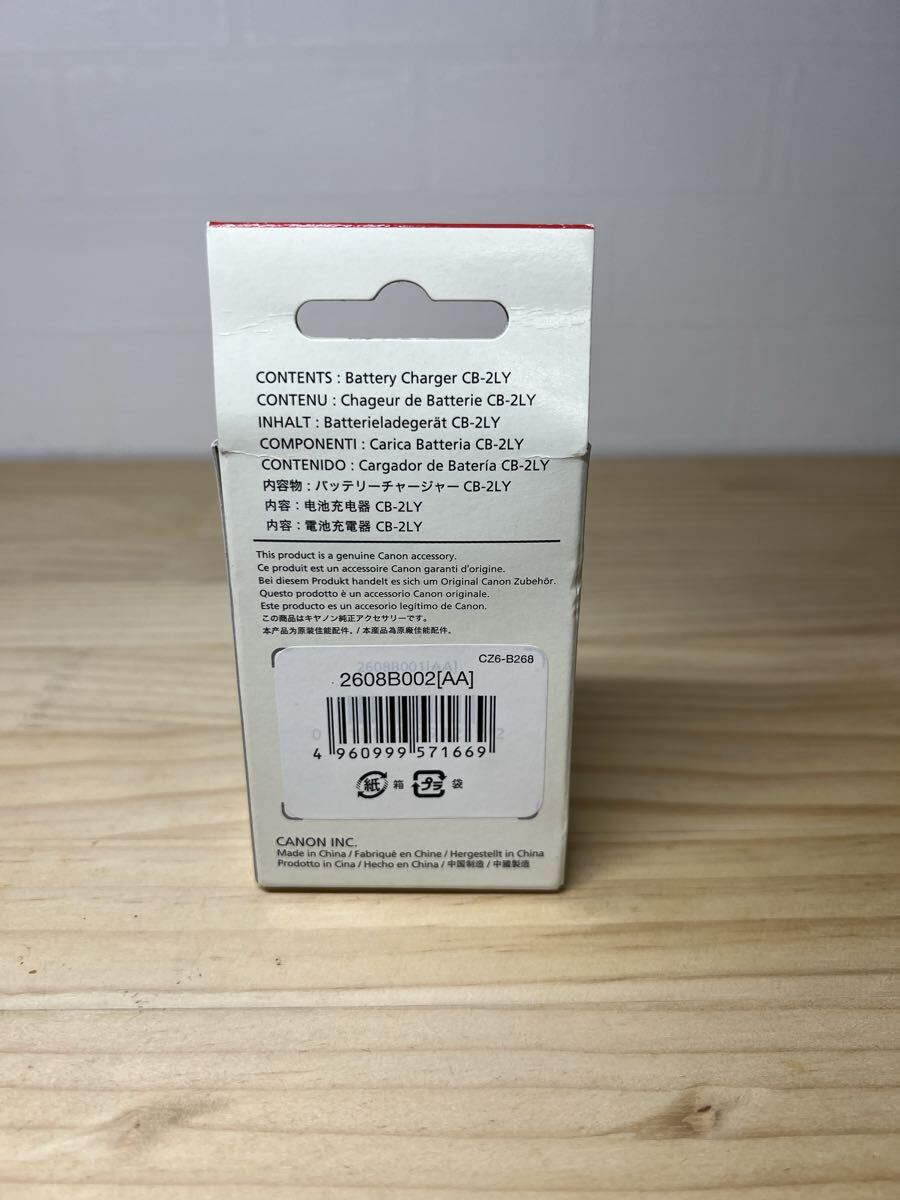 CONTENTS : Battery Charger CB-2LY
CONTENU : Chageur de Batterie CB-2LY
INHALT : Batterieladegerät CB-2LY
COMPONENTI : Carica Batteria CB-2LY
CONTENIDO : Cargador de Batería CB-2LY
内容物 : バッテリーチャージャー CB-2LY
内容 : 电池充电器 CB-2LY
内容 : 電池充電器 CB-2LY
This product is a genuine Canon accessory.
Ce produit est un accessoire Canon garanti d'origine.
Bei diesem Produkt handelt es sich um Original Canon Zubehör.
Questo prodotto è un accessorio Canon originale.
Este producto es un accesorio legítimo de Canon.
この商品はキヤノン純正アクセサリーです。
本产品为原装佳能配件。/ 本産品為原廠佳能配件。
CZ6-B268
2608B001[AA]
2608B002[AA]
4 960999 571669
紙 箱 プラ 袋
CANON INC.
Made in China / Fabriqué en Chine / Hergestellt in China
Prodotto in Cina / Hecho en China / 中国制造 / 中國製造